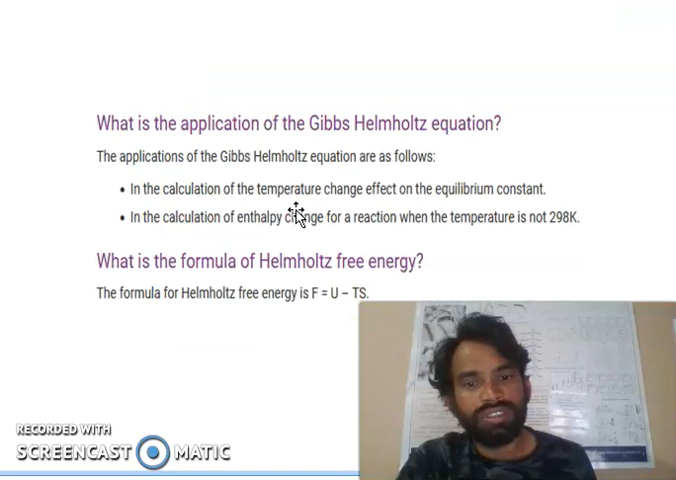 What is the application of the Gibbs Helmholtz equation?
The applications of the Gibbs Helmholtz equation are as follows:
• In the calculation of the temperature change effect on the equilibrium constant.
• In the calculation of enthalpy change for a reaction when the temperature is not 298K.
What is the formula of Helmholtz free energy?
The formula for Helmholtz free energy is F = U – TS.
RECORDED WITH
SCREENCAST MATIC